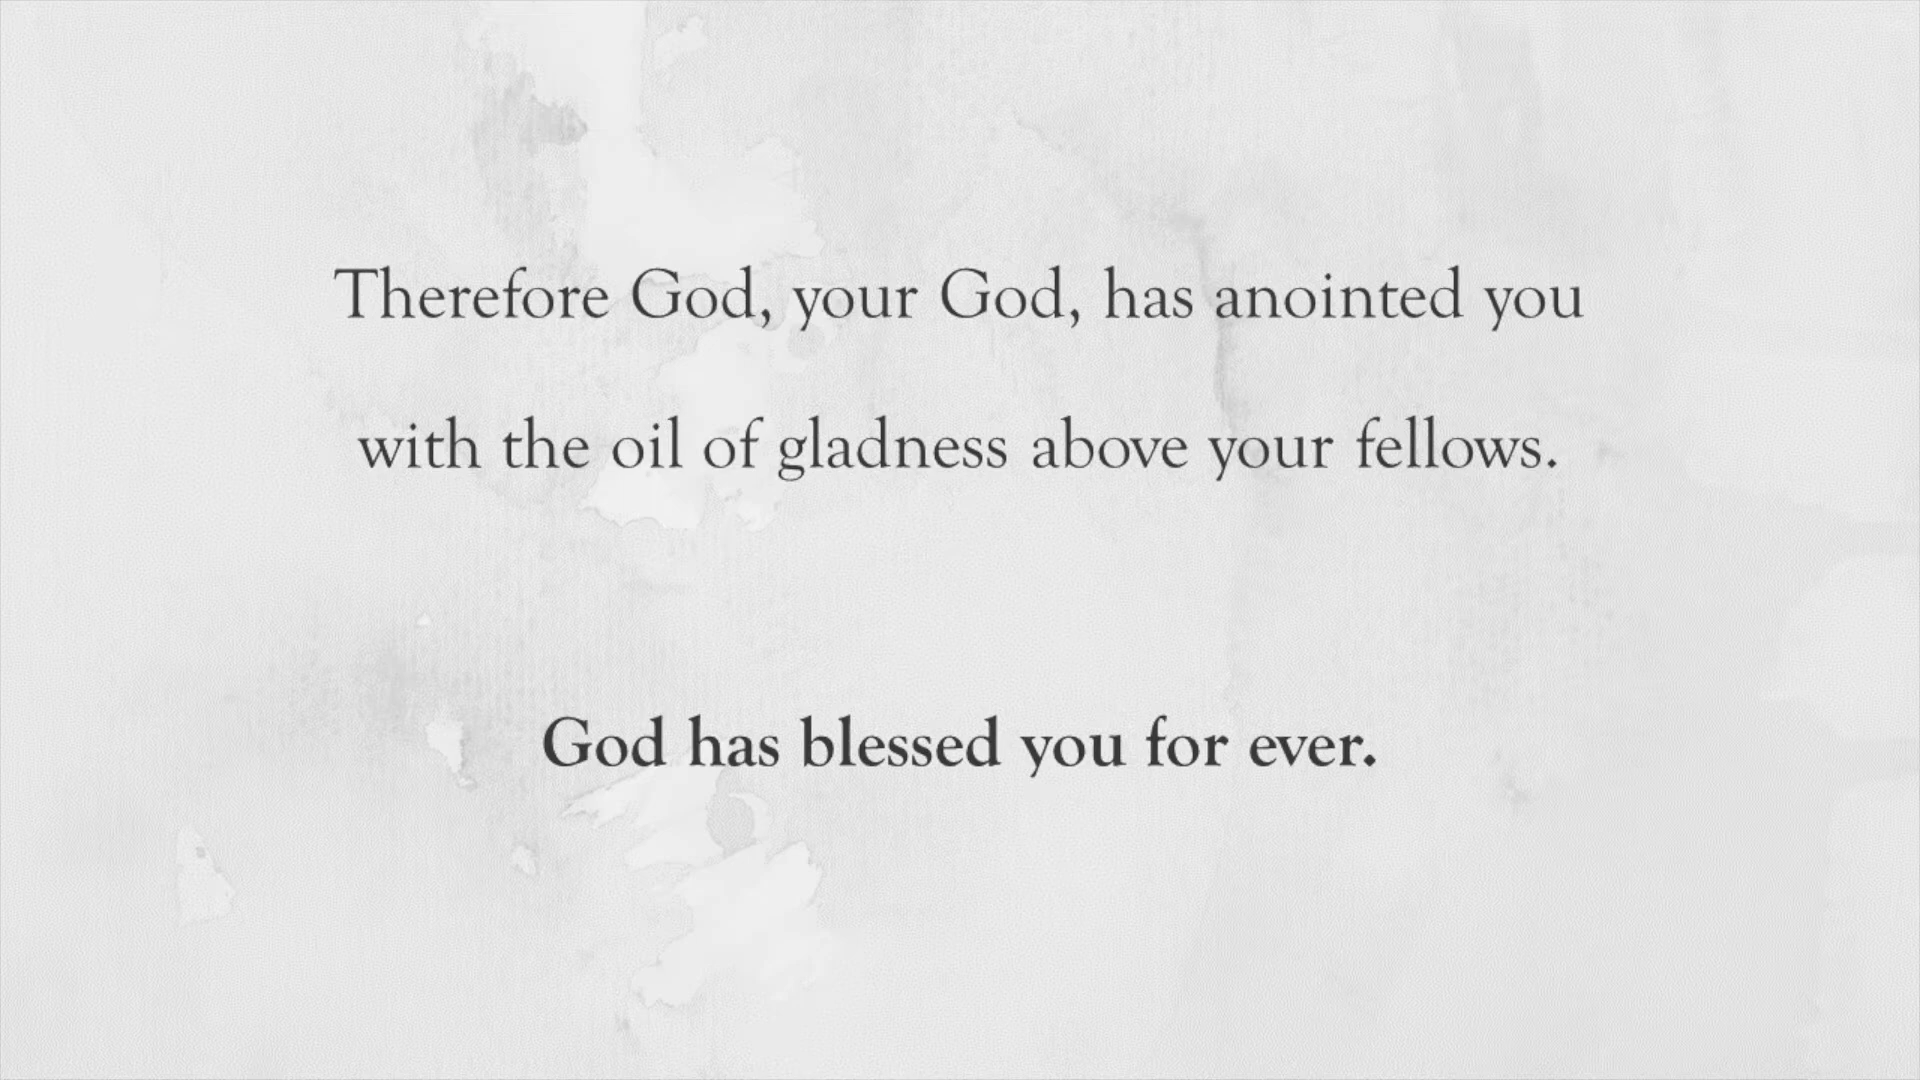 Therefore God, your God, has anointed you
with the oil of gladness above your fellows.
God has blessed you for ever.